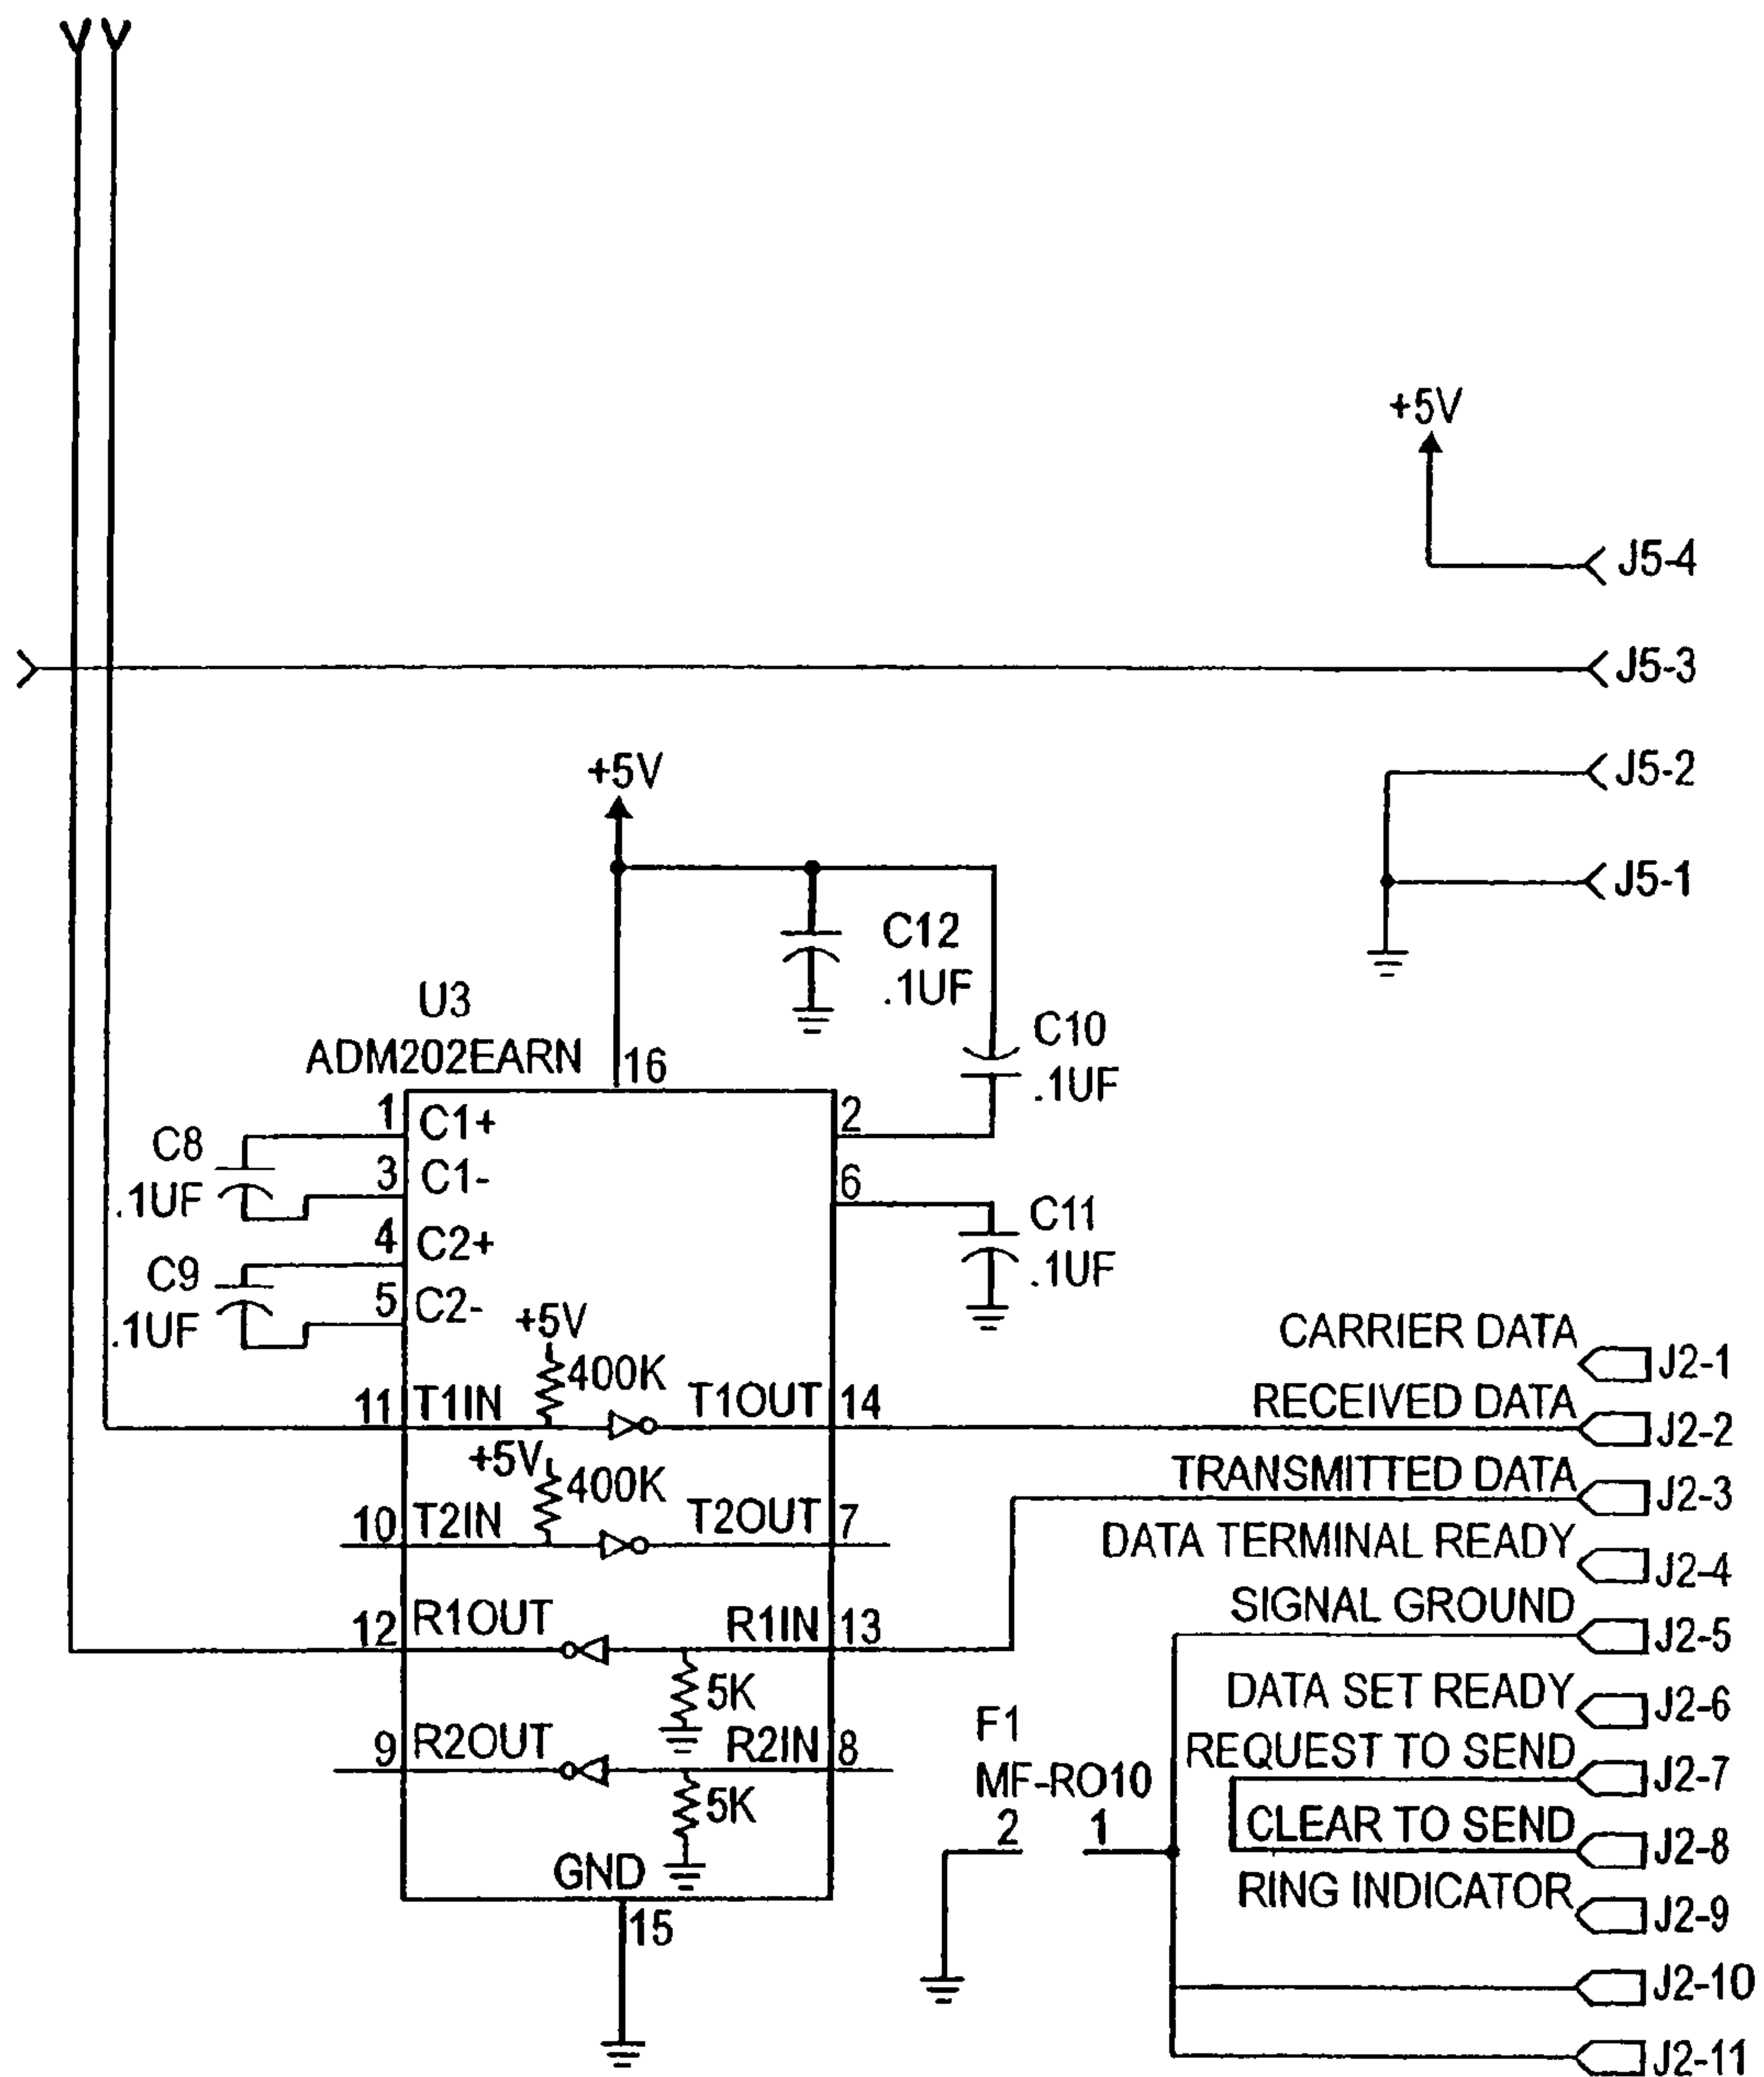 +5V
J5-4
J5-3
+5V
J5-2
J5-1
C12
.1UF
U3
ADM202EARN
16
C10
.1UF
1
C1+
2
C8
.1UF
3
C1-
6
C11
.1UF
4
C2+
C9
.1UF
5
C2-
+5V
400K
CARRIER DATA
J2-1
11
T1IN
T1OUT
14
RECEIVED DATA
J2-2
+5V
400K
TRANSMITTED DATA
J2-3
10
T2IN
T2OUT
7
DATA TERMINAL READY
J2-4
12
R1OUT
R1IN
13
SIGNAL GROUND
J2-5
5K
DATA SET READY
J2-6
9
R2OUT
R2IN
8
F1
MF-RO10
2
1
REQUEST TO SEND
J2-7
5K
CLEAR TO SEND
J2-8
GND
15
RING INDICATOR
J2-9
J2-10
J2-11